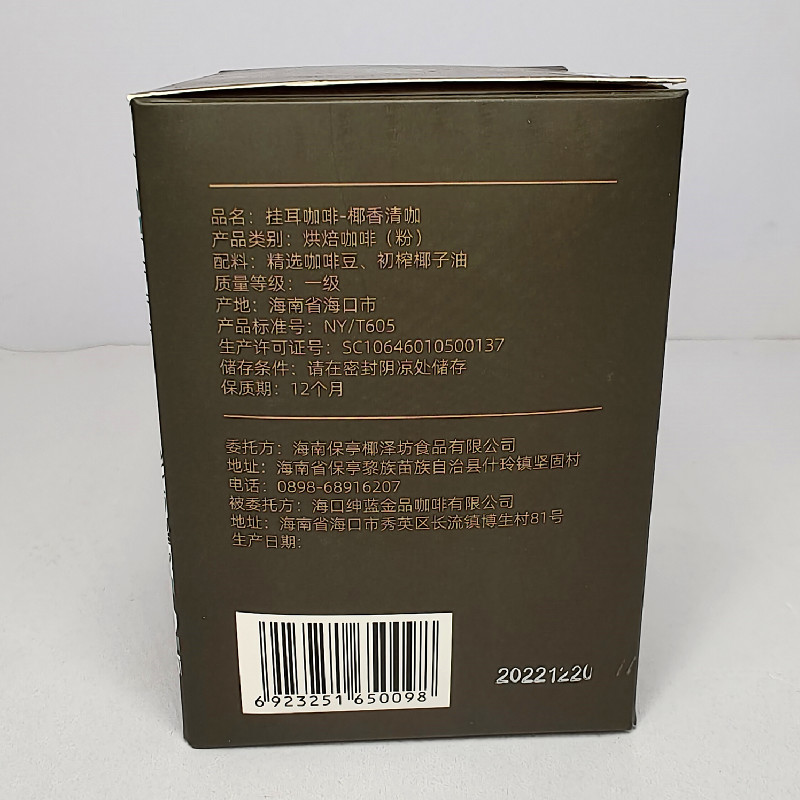 品名：挂耳咖啡-椰香清咖
产品类别：烘焙咖啡（粉）
配料：精选咖啡豆、初榨椰子油
质量等级：一级
产地：海南省海口市
产品标准号：NY/T605
生产许可证号：SC10646010500137
储存条件：请在密封阴凉处储存
保质期：12个月
委托方：海南保亭椰泽坊食品有限公司
地址：海南省保亭黎族苗族自治县什玲镇坚固村
电话：0898-68916207
被委托方：海口绅蓝金品咖啡有限公司
地址：海南省海口市秀英区长流镇博生村81号
生产日期：
20221220
6 923251 650098